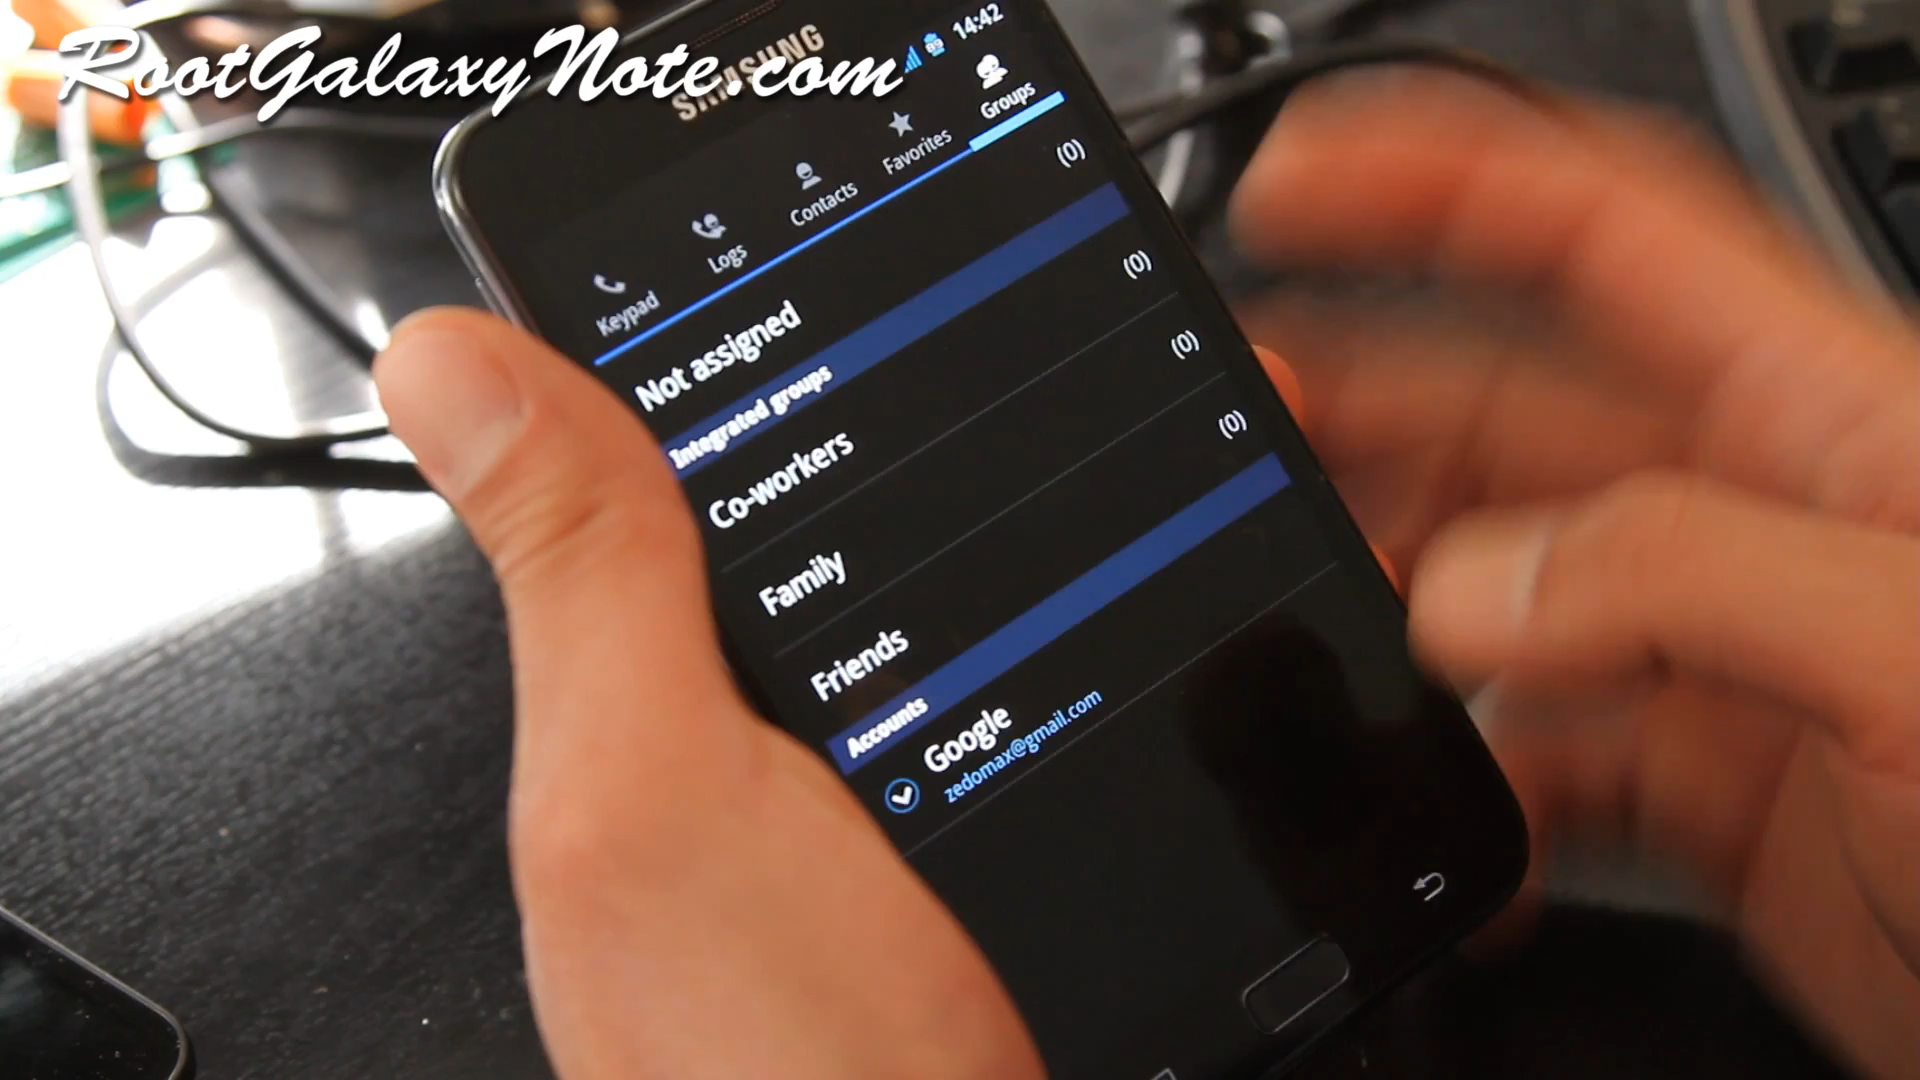 RootGalaxyNote.com
SAMSUNG
89 14:42
Keypad Logs Contacts Favorites Groups
Not assigned (0)
Integrated groups
Co-workers (0)
Family (0)
Friends (0)
Accounts
Google
zedomax@gmail.com